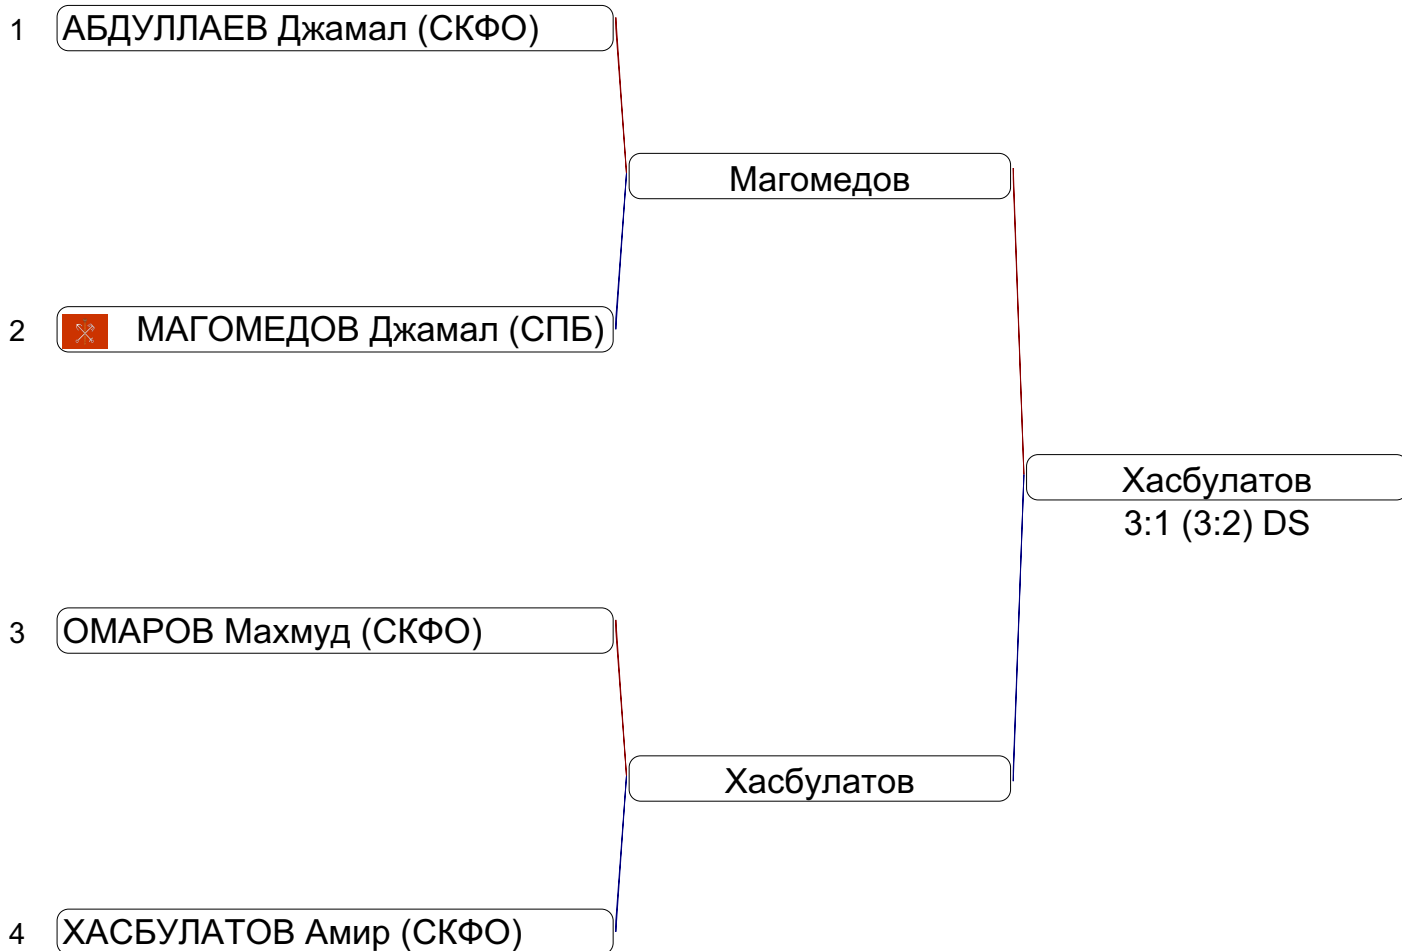 1 АБДУЛЛАЕВ Джамал (СКФО)
Магомедов
2 МАГОМЕДОВ Джамал (СПБ)
Хасбулатов
3:1 (3:2) DS
3 ОМАРОВ Махмуд (СКФО)
Хасбулатов
4 ХАСБУЛАТОВ Амир (СКФО)